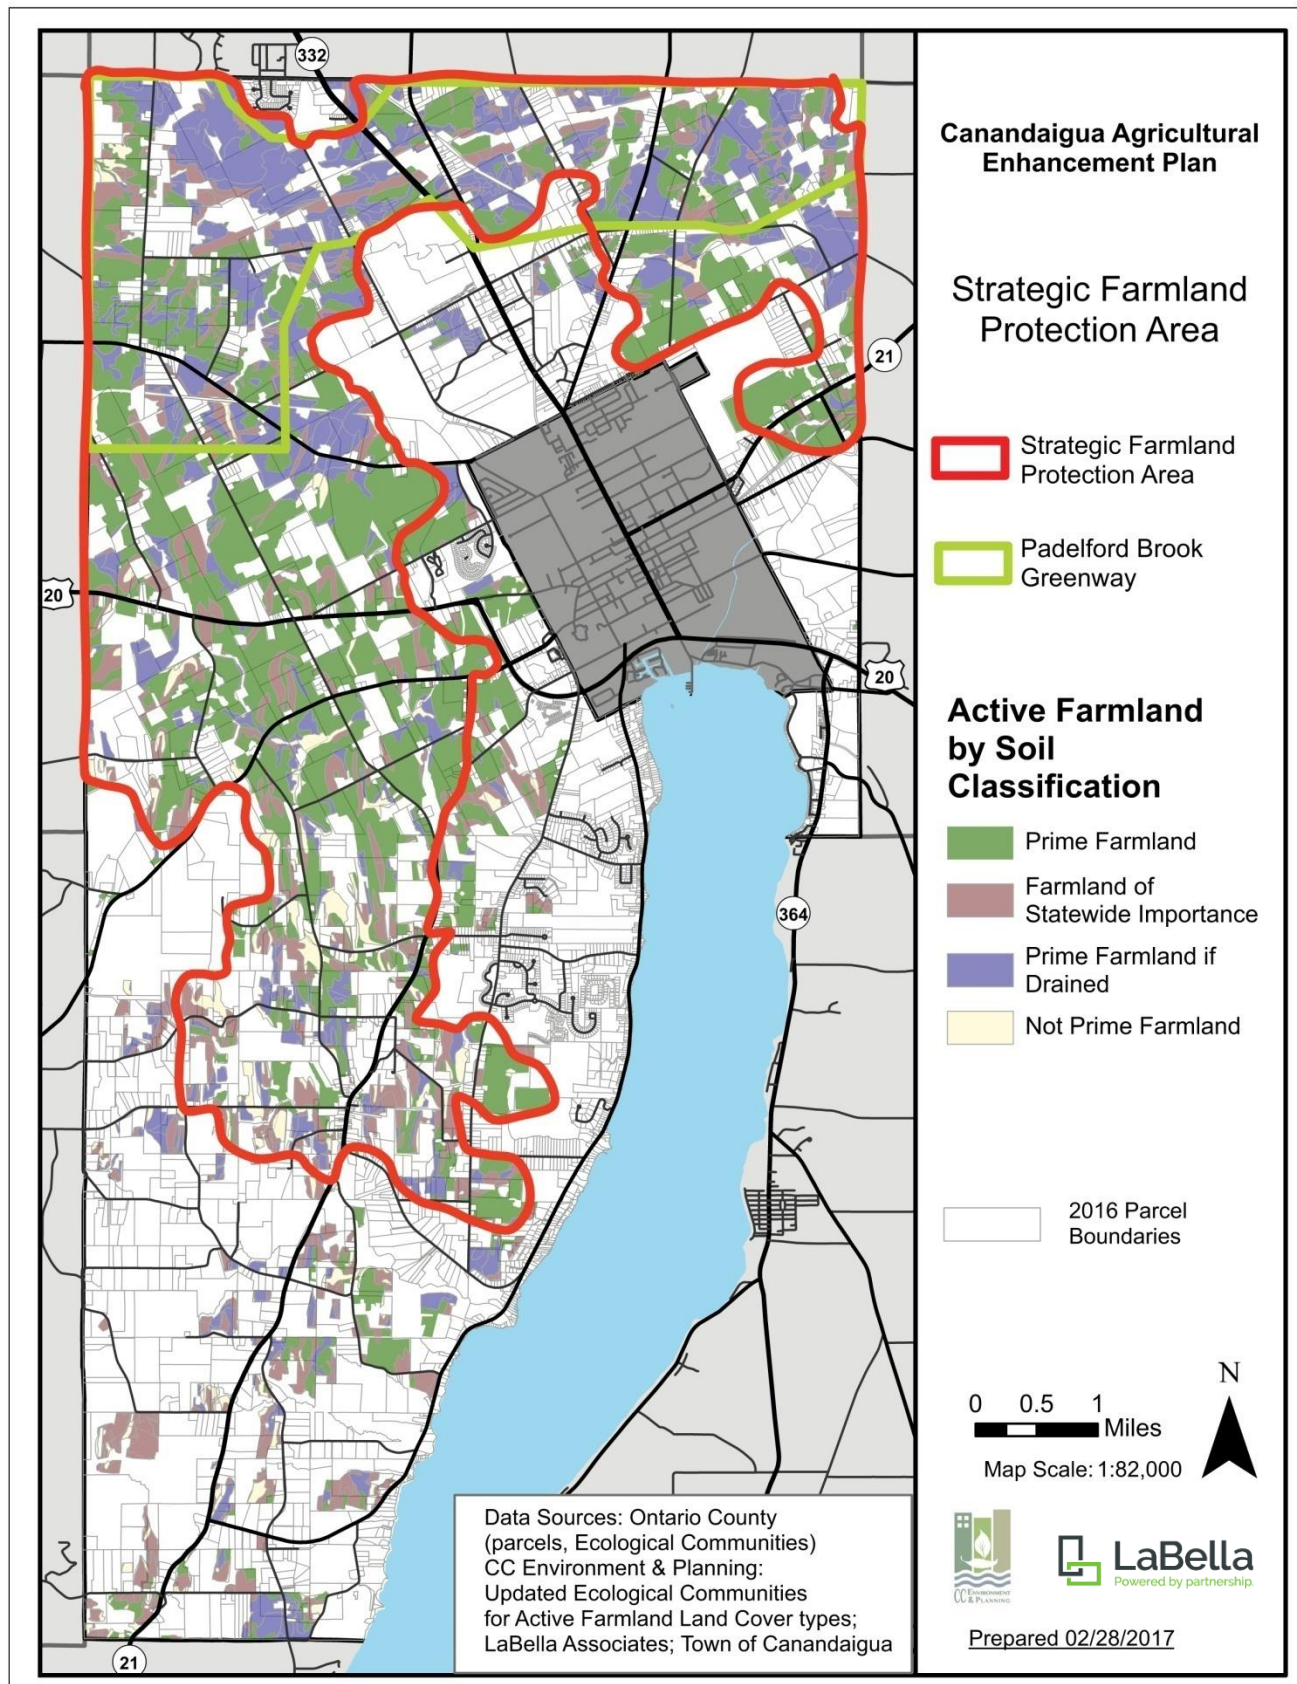 332
21
20
20
364
21
Canandaigua Agricultural
Enhancement Plan
Strategic Farmland
Protection Area
Strategic Farmland
Protection Area
Padelford Brook
Greenway
Active Farmland
by Soil
Classification
Prime Farmland
Farmland of
Statewide Importance
Prime Farmland if
Drained
Not Prime Farmland
2016 Parcel
Boundaries
N
0 0.5 1
Miles
Map Scale: 1:82,000
CC ENVIRONMENT
& PLANNING
LaBella
Powered by partnership.
Prepared 02/28/2017
Data Sources: Ontario County
(parcels, Ecological Communities)
CC Environment & Planning:
Updated Ecological Communities
for Active Farmland Land Cover types;
LaBella Associates; Town of Canandaigua